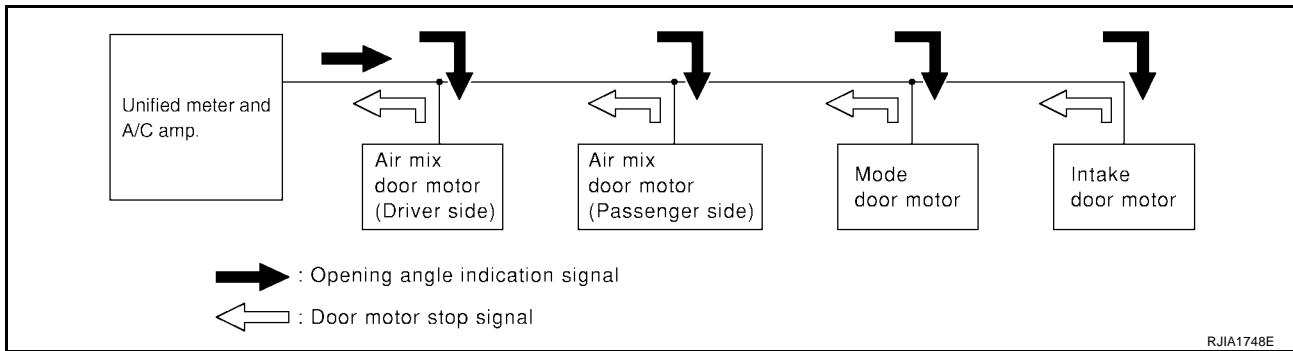 Unified meter and
A/C amp.
Air mix
door motor
(Driver side)
Air mix
door motor
(Passenger side)
Mode
door motor
Intake
door motor
: Opening angle indication signal
: Door motor stop signal
RJIA1748E